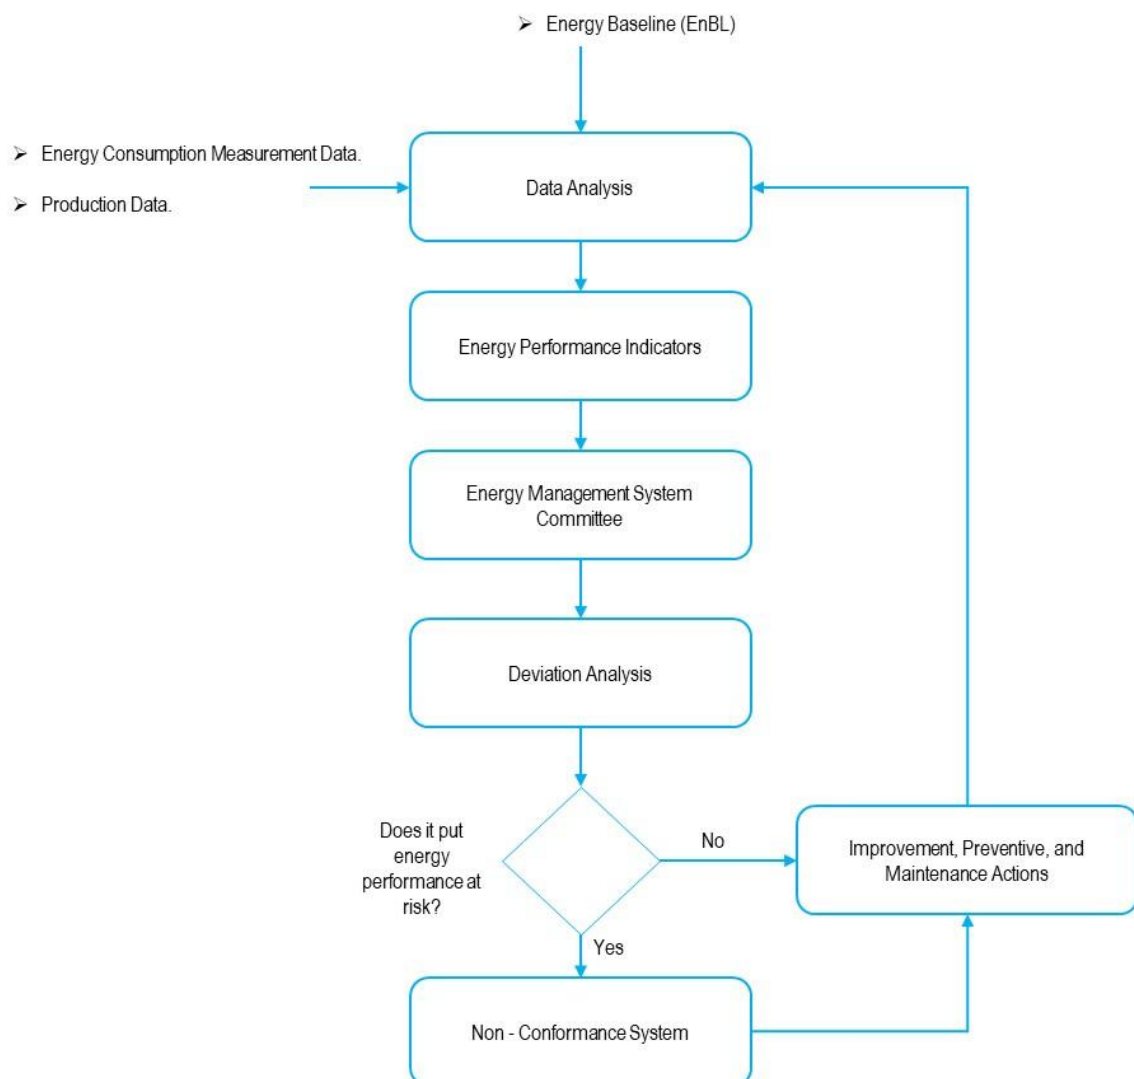 ➢ Energy Baseline (EnBL)
➢ Energy Consumption Measurement Data.
➢ Production Data.
Data Analysis
Energy Performance Indicators
Energy Management System
Committee
Deviation Analysis
Does it put
energy
performance at
risk?
No
Improvement, Preventive, and
Maintenance Actions
Yes
Non - Conformance System